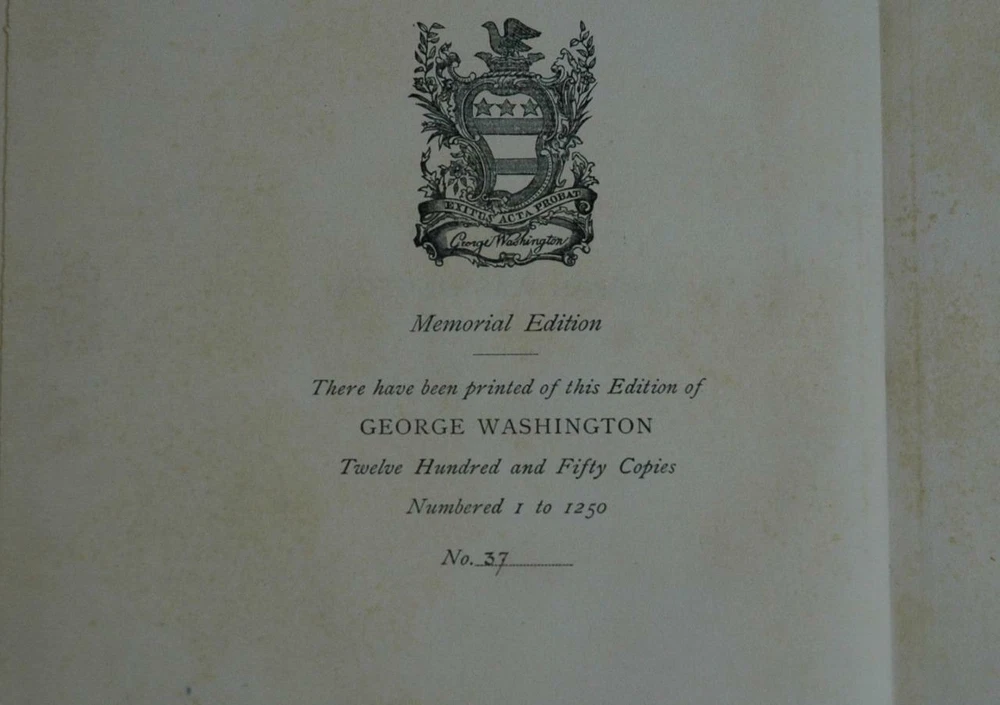 EXITUS ACTA PROBAT
George Washington
Memorial Edition
There have been printed of this Edition of
GEORGE WASHINGTON
Twelve Hundred and Fifty Copies
Numbered 1 to 1250
No. 37